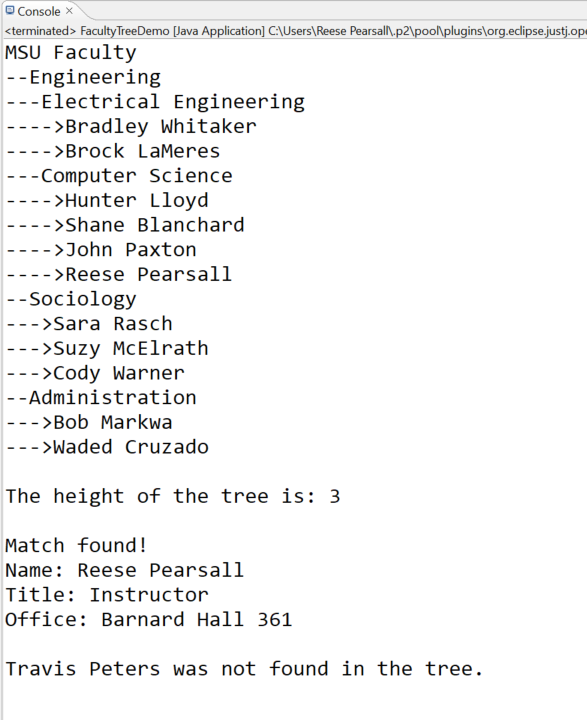 Console ×
<terminated> FacultyTreeDemo [Java Application] C:\Users\Reese Pearsall\.p2\pool\plugins\org.eclipse.justj.ope
MSU Faculty
--Engineering
---Electrical Engineering
---->Bradley Whitaker
---->Brock LaMeres
---Computer Science
---->Hunter Lloyd
---->Shane Blanchard
---->John Paxton
---->Reese Pearsall
--Sociology
--->Sara Rasch
--->Suzy McElrath
--->Cody Warner
--Administration
--->Bob Markwa
--->Waded Cruzado
The height of the tree is: 3
Match found!
Name: Reese Pearsall
Title: Instructor
Office: Barnard Hall 361
Travis Peters was not found in the tree.